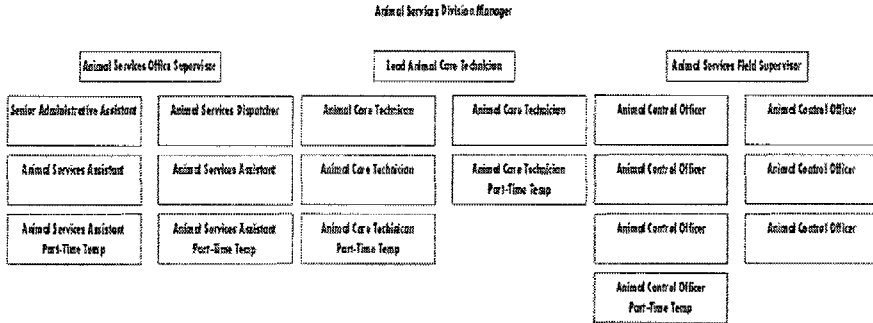 Animal Services Division Manager
Animal Services Office Supervisor
Lead Animal Care Technician
Animal Services Field Supervisor
Senior Administrative Assistant
Animal Services Dispatcher
Animal Care Technican
Animal Care Technician
Animal Control Officer
Animal Control Officer
Animal Services Assistant
Animal Services Assistant
Animal Care Technician
Animal Care Technician
Part-Time Temp
Animal Control Officer
Animal Control Officer
Animal Services Assistant
Part-Time Temp
Animal Services Assistant
Part-Time Temp
Animal Care Techinican
Part-Time Temp
Animal Control Officer
Animal Control Officer
Animal Control Officer
Part-Time Temp